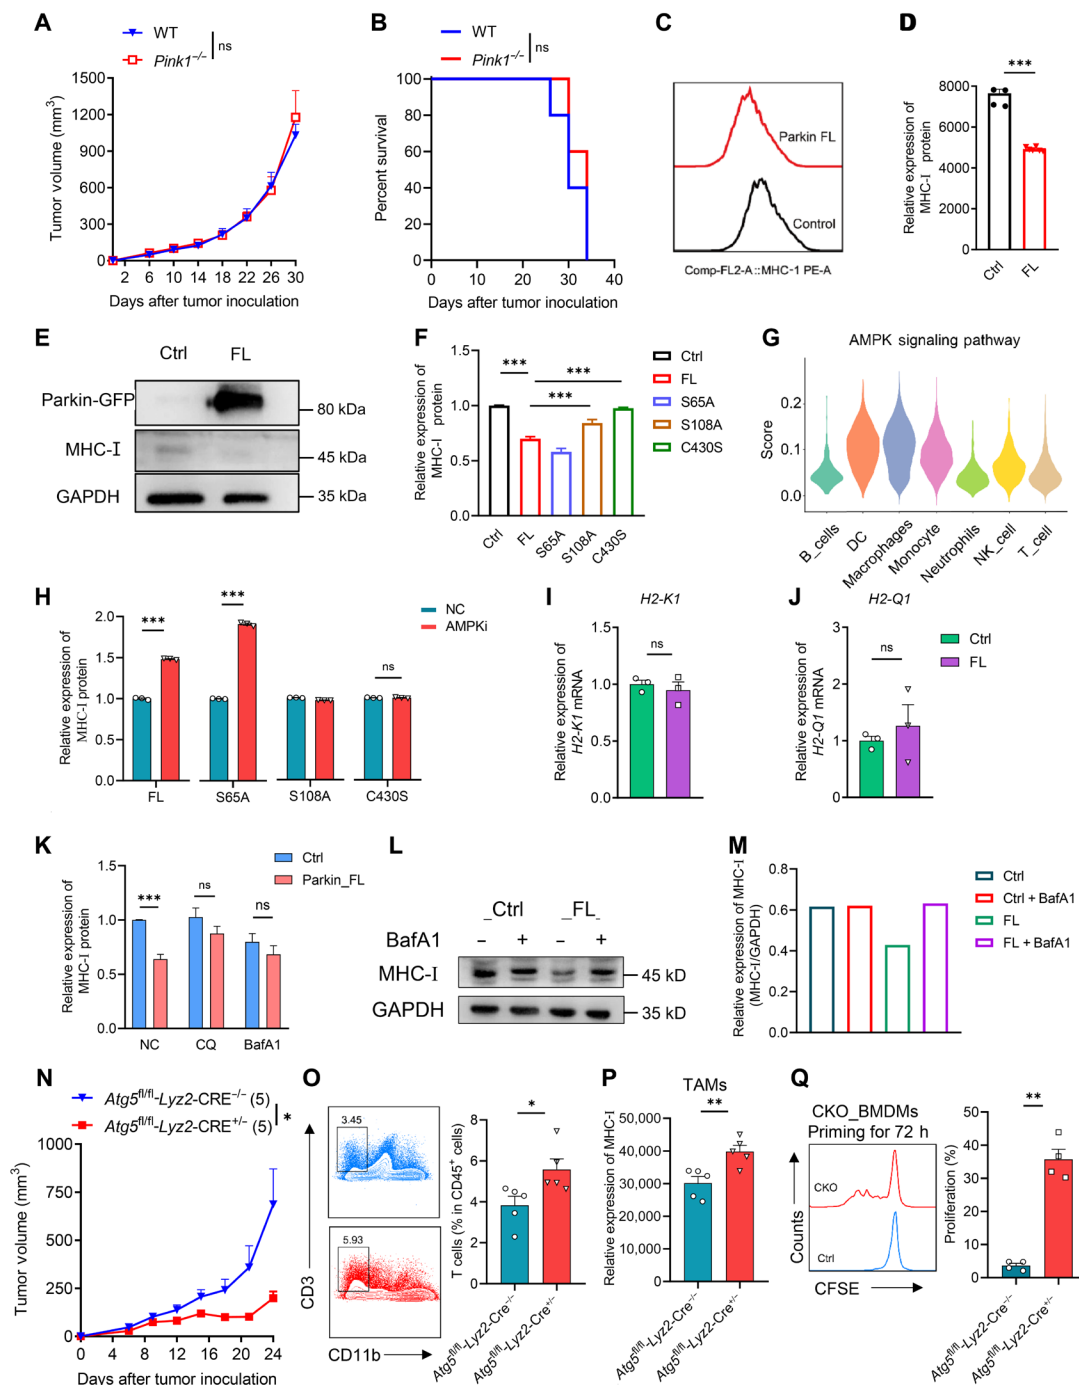 A
WT
Pink1−/−
ns
Tumor volume (mm3)
1500
1200
900
600
300
0
2 6 10 14 18 22 26 30
Days after tumor inoculation
B
WT
Pink1−/−
ns
Percent survival
100
80
60
40
20
0
0 10 20 30 40
Days after tumor inoculation
C
Parkin FL
Control
Comp-FL2-A::MHC-1 PE-A
D
***
Relative expression of
MHC-I protein
8000
6000
4000
2000
0
Ctrl FL
E
Ctrl FL
Parkin-GFP
80 kDa
MHC-I
45 kDa
GAPDH
35 kDa
F
Relative expression of
MHC-I protein
1.5
1.0
0.5
0.0
*** *** ***
Ctrl FL S65A S108A C430S
Ctrl
FL
S65A
S108A
C430S
G
AMPK signaling pathway
Score
0.2
0.1
0.0
B_cells DC Macrophages Monocyte Neutrophils NK_cell T_cell
H
Relative expression of
MHC-I protein
2.0
1.5
1.0
0.5
0.0
*** *** ns
FL S65A S108A C430S
NC
AMPKi
I
H2-K1
Relative expression of
H2-K1 mRNA
1.5
1.0
0.5
0.0
ns
J
H2-Q1
Relative expression of
H2-Q1 mRNA
3
2
1
0
ns
Ctrl
FL
K
Ctrl
Parkin_FL
Relative expression of
MHC-I protein
1.5
1.0
0.5
0.0
*** ns ns
NC CQ BafA1
L
_Ctrl _FL
BafA1 – + – +
MHC-I
45 kD
GAPDH
35 kD
M
Relative expression of MHC-I
(MHC-I/GAPDH)
0.8
0.6
0.4
0.2
0.0
Ctrl
Ctrl + BafA1
FL
FL + BafA1
N
Atg5fl/fl-Lyz2-CRE−/− (5)
Atg5fl/fl-Lyz2-CRE+/− (5)
*
Tumor volume (mm3)
1000
750
500
250
0
0 4 8 12 16 20 24
Days after tumor inoculation
O
3.45
5.93
CD3
CD11b
T cells (% in CD45+ cells)
8
6
4
2
0
*
Atg5fl/fl-Lyz2-Cre−/−
Atg5fl/fl-Lyz2-Cre+/−
P
TAMs
Relative expression of MHC-I
50,000
40,000
30,000
20,000
10,000
0
**
Atg5fl/fl-Lyz2-Cre−/−
Atg5fl/fl-Lyz2-Cre+/−
Q
CKO_BMDMs
Priming for 72 h
CKO
Ctrl
Counts
CFSE
Proliferation (%)
50
40
30
20
10
0
**
Atg5fl/fl-Lyz2-Cre−/−
Atg5fl/fl-Lyz2-Cre+/−